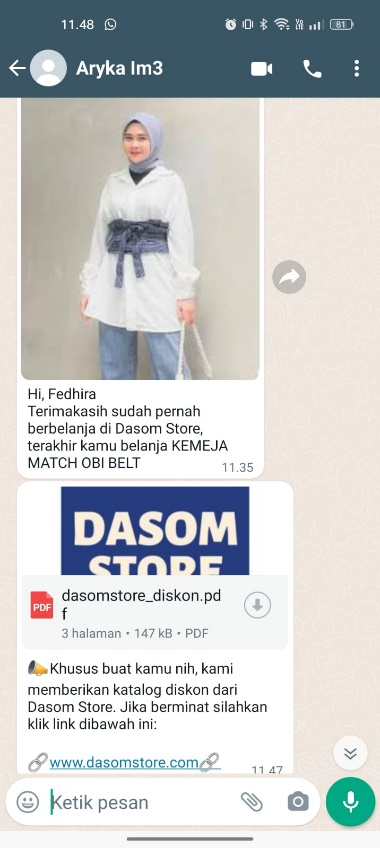 11.48
81
Aryka Im3
Hi, Fedhira
Terimakasih sudah pernah
berbelanja di Dasom Store,
terakhir kamu belanja KEMEJA
MATCH OBI BELT
11.35
DASOM
STORE
PDF
dasomstore_diskon.pd
f
3 halaman • 147 kB • PDF
📣Khusus buat kamu nih, kami
memberikan katalog diskon dari
Dasom Store. Jika berminat silahkan
klik link dibawah ini:
🔗www.dasomstore.com🔗
11.47
Ketik pesan